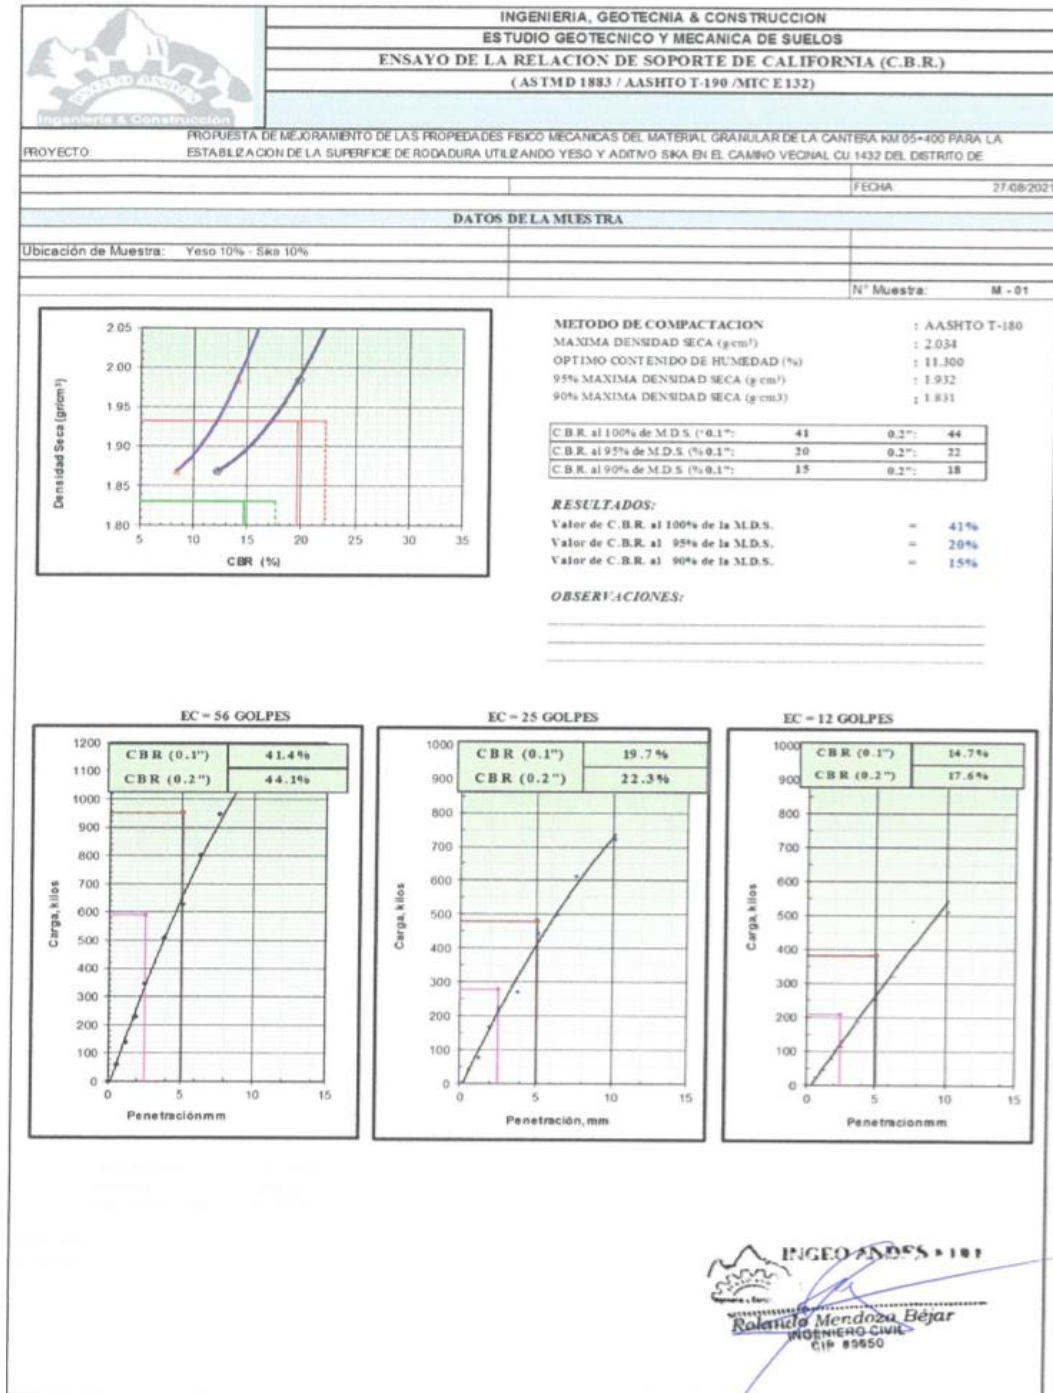 INGENIERIA, GEOTECNIA & CONSTRUCCION
ESTUDIO GEOTECNICO Y MECANICA DE SUELOS
ENSAYO DE LA RELACION DE SOPORTE DE CALIFORNIA (C.B.R.)
( ASTM D 1883 / AASHTO T-190 /MTC E 132)
INGEO ANDES
Ingeniería & Construcción
PROYECTO: PROPUESTA DE MEJORAMIENTO DE LAS PROPIEDADES FISICO MECANICAS DEL MATERIAL GRANULAR DE LA CANTERA KM 05+400 PARA LA
ESTABILIZACION DE LA SUPERFICIE DE RODADURA UTILIZANDO YESO Y ADITIVO SIKA EN EL CAMINO VECINAL CU 1432 DEL DISTRITO DE
FECHA 27/08/2021
DATOS DE LA MUESTRA
Ubicación de Muestra: Yeso 10% - Sika 10%
N° Muestra: M - 01
Densidad Seca (gr/cm³)
2.05
2.00
1.95
1.90
1.85
1.80
5 10 15 20 25 30 35
CBR (%)
METODO DE COMPACTACION : AASHTO T-180
MAXIMA DENSIDAD SECA (g/cm³) : 2.034
OPTIMO CONTENIDO DE HUMEDAD (%) : 11.300
95% MAXIMA DENSIDAD SECA (g/cm³) : 1.932
90% MAXIMA DENSIDAD SECA (g/cm3) : 1.831
C.B.R. al 100% de M.D.S. (° 0.1": 41 0.2": 44
C.B.R. al 95% de M.D.S. (% 0.1": 20 0.2": 22
C.B.R. al 90% de M.D.S. (% 0.1": 15 0.2": 18
RESULTADOS:
Valor de C.B.R. al 100% de la M.D.S. = 41%
Valor de C.B.R. al 95% de la M.D.S. = 20%
Valor de C.B.R. al 90% de la M.D.S. = 15%
OBSERVACIONES:
EC = 56 GOLPES
CBR (0.1") 41.4%
CBR (0.2") 44.1%
Carga, kilos
1200
1100
1000
900
800
700
600
500
400
300
200
100
0
0 5 10 15
Penetraciónmm
EC = 25 GOLPES
CBR (0.1") 19.7%
CBR (0.2") 22.3%
Carga, kilos
1000
900
800
700
600
500
400
300
200
100
0
0 5 10 15
Penetración, mm
EC = 12 GOLPES
CBR (0.1") 14.7%
CBR (0.2") 17.6%
Carga, kilos
1000
900
800
700
600
500
400
300
200
100
0
0 5 10 15
Penetracionmm
INGEO ANDES
Rolando Mendoza Béjar
INGENIERO CIVIL
CIP 89650